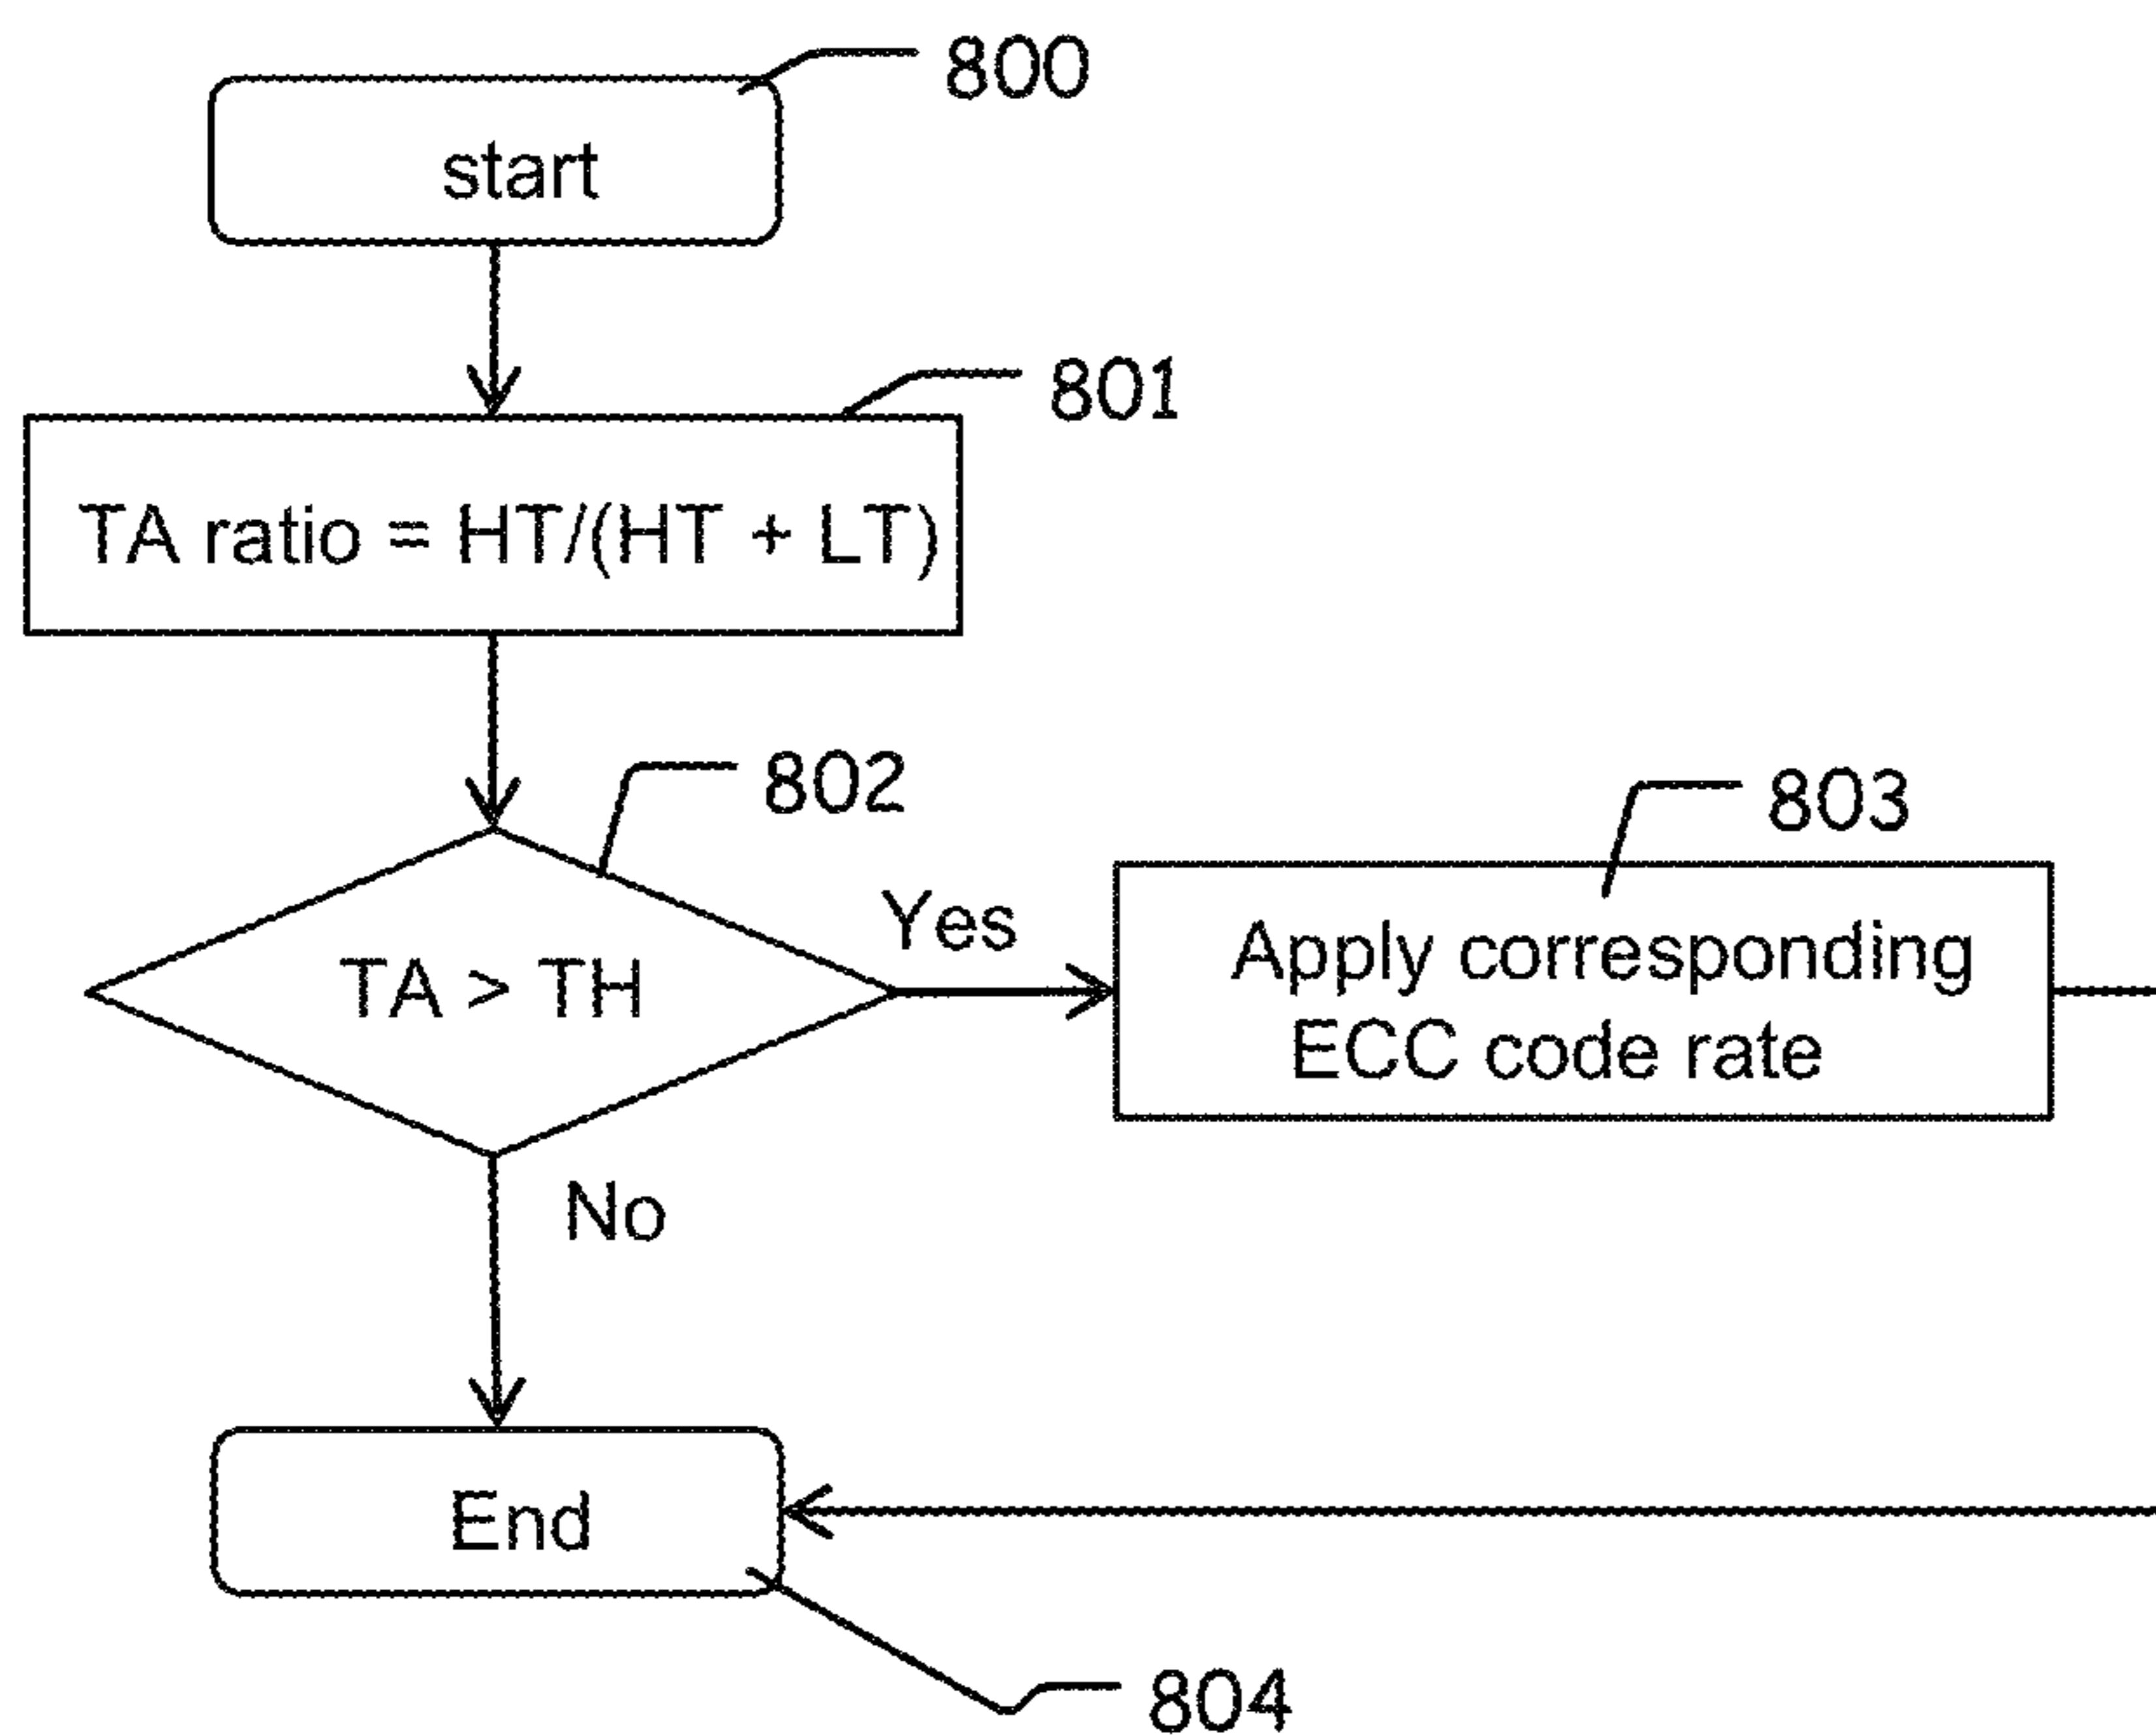 800
start
801
TA ratio = HT/(HT + LT)
802
803
Yes
Apply corresponding
ECC code rate
TA > TH
No
End
804